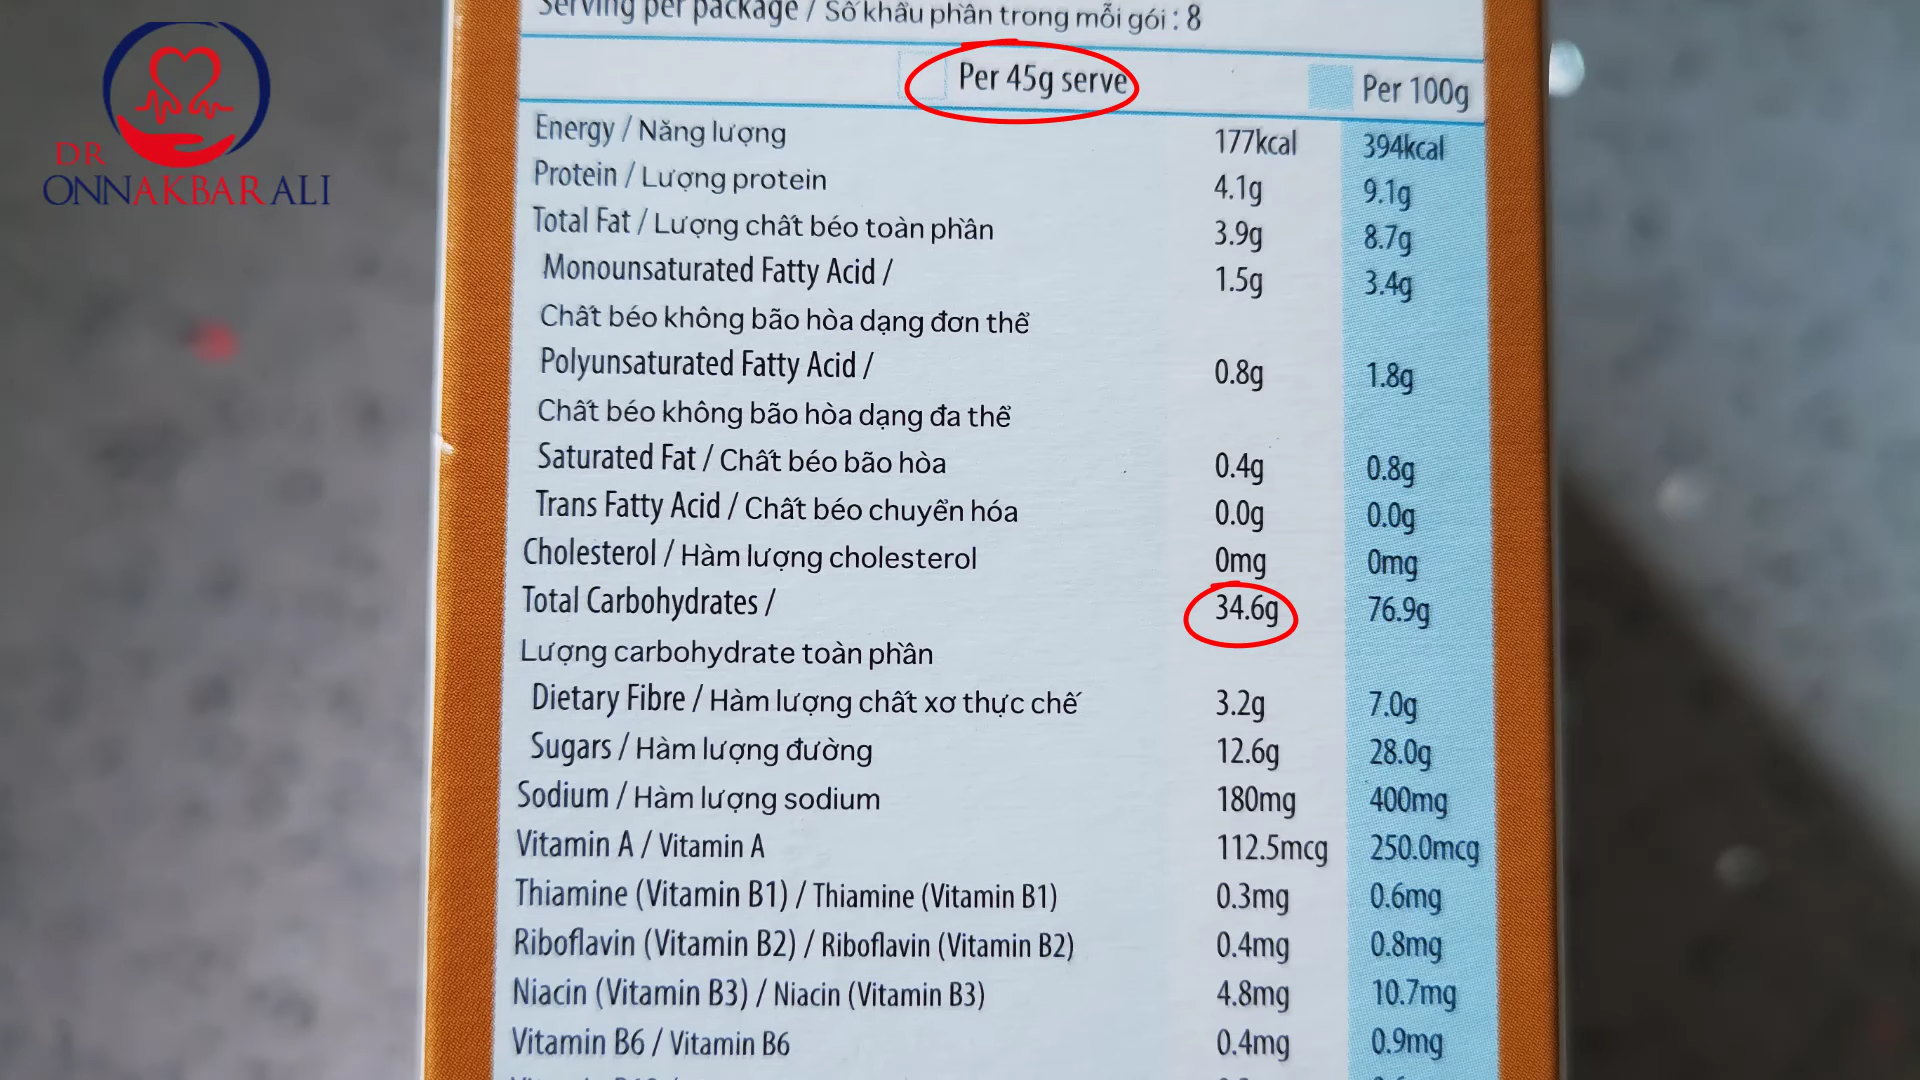 DR
ONNAKBARALI
Serving per package / Số khẩu phần trong mỗi gói : 8
Per 45g serve Per 100g
Energy / Năng lượng 177kcal 394kcal
Protein / Lượng protein 4.1g 9.1g
Total Fat / Lượng chất béo toàn phần 3.9g 8.7g
Monounsaturated Fatty Acid / 1.5g 3.4g
Chất béo không bão hòa dạng đơn thể
Polyunsaturated Fatty Acid / 0.8g 1.8g
Chất béo không bão hòa dạng đa thể
Saturated Fat / Chất béo bão hòa 0.4g 0.8g
Trans Fatty Acid / Chất béo chuyển hóa 0.0g 0.0g
Cholesterol / Hàm lượng cholesterol 0mg 0mg
Total Carbohydrates / 34.6g 76.9g
Lượng carbohydrate toàn phần
Dietary Fibre / Hàm lượng chất xơ thực chế 3.2g 7.0g
Sugars / Hàm lượng đường 12.6g 28.0g
Sodium / Hàm lượng sodium 180mg 400mg
Vitamin A / Vitamin A 112.5mcg 250.0mcg
Thiamine (Vitamin B1) / Thiamine (Vitamin B1) 0.3mg 0.6mg
Riboflavin (Vitamin B2) / Riboflavin (Vitamin B2) 0.4mg 0.8mg
Niacin (Vitamin B3) / Niacin (Vitamin B3) 4.8mg 10.7mg
Vitamin B6 / Vitamin B6 0.4mg 0.9mg